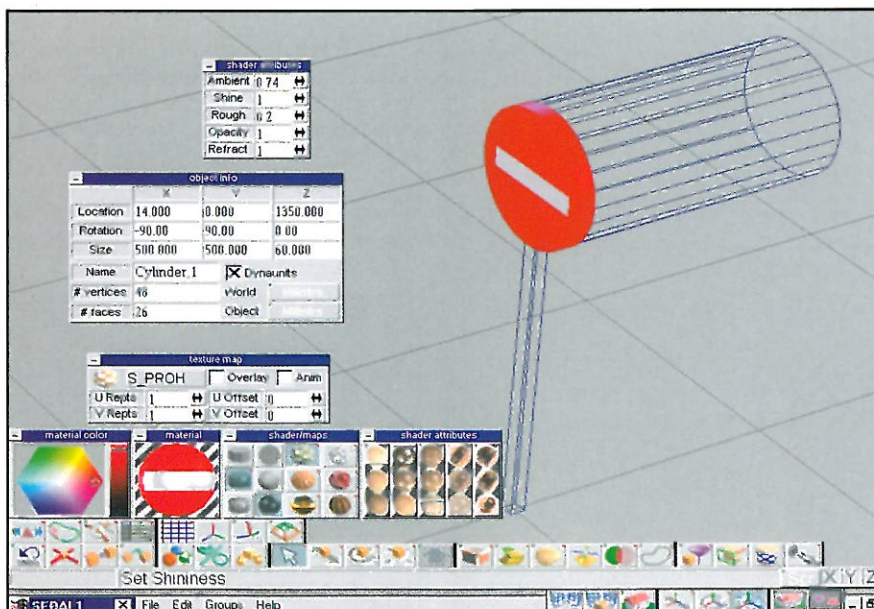 shader attributes
Ambient 0.74
Shine 1
Rough 0.2
Opacity 1
Refract 1
object info
X Y Z
Location 14.000 0.000 1350.000
Rotation -90.00 90.00 0.00
Size 500.000 500.000 60.000
Name Cylinder,1 Dynaunits
# vertices 48 World
# faces 26 Object
texture map
S_PROH Overlay Anim
U Repts 1 U Offset 0
V Repts 1 V Offset 0
material color material shader/maps shader attributes
Set Shininess
X Y Z
SEDAL1 File Edit Groups Help